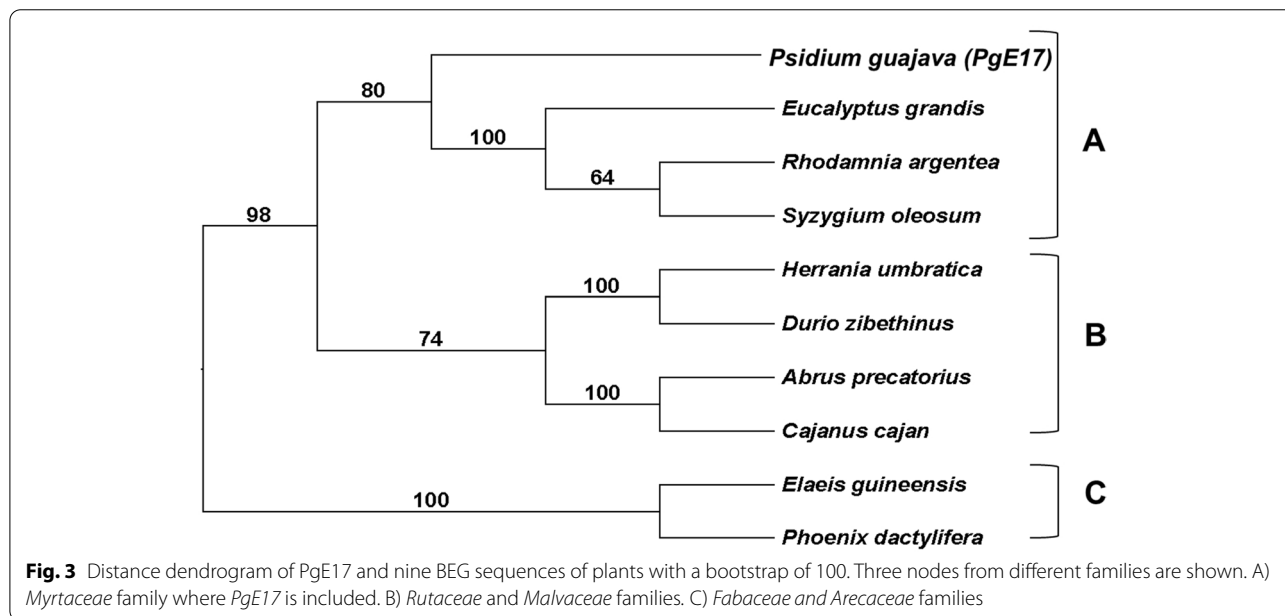 Psidium guajava (PgE17)
80
Eucalyptus grandis
A
100
Rhodamnia argentea
64
Syzygium oleosum
98
Herrania umbratica
100
Durio zibethinus
74
B
Abrus precatorius
100
Cajanus cajan
Elaeis guineensis
100
C
Phoenix dactylifera
Fig. 3 Distance dendrogram of PgE17 and nine BEG sequences of plants with a bootstrap of 100. Three nodes from different families are shown. A)
Myrtaceae family where PgE17 is included. B) Rutaceae and Malvaceae families. C) Fabaceae and Arecaceae families